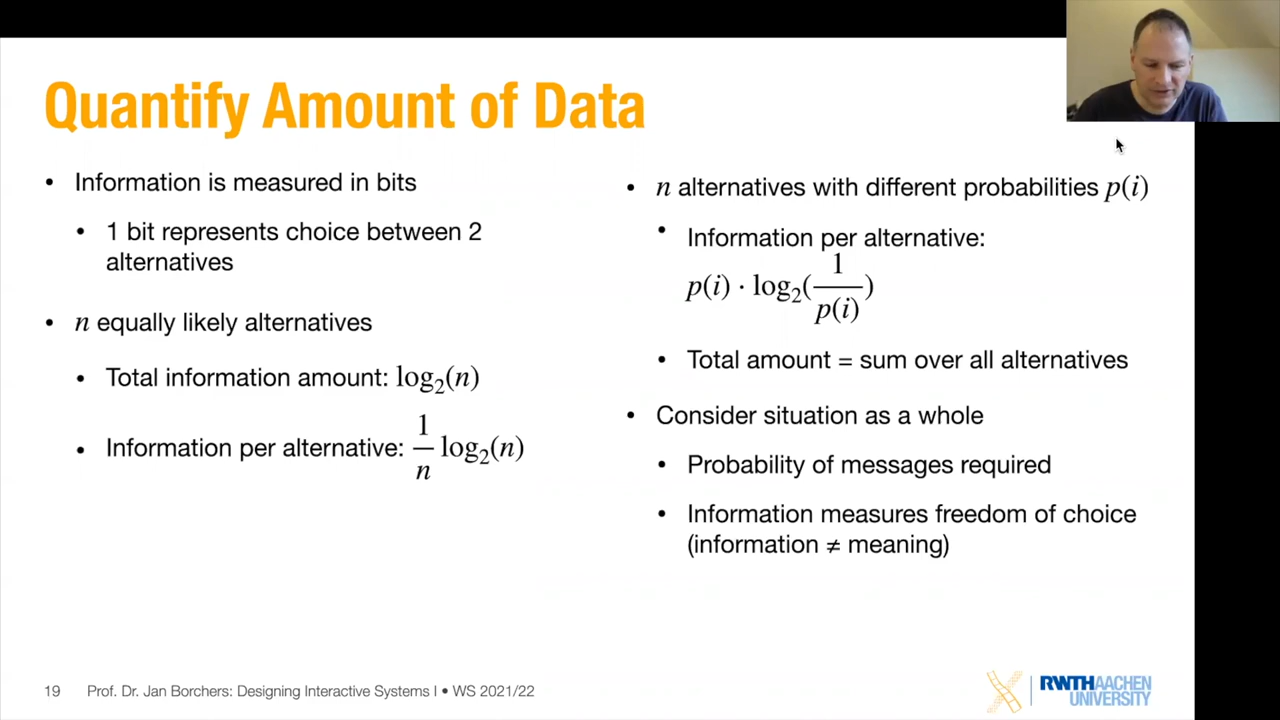 Quantify Amount of Data
• Information is measured in bits
• 1 bit represents choice between 2
alternatives
• n equally likely alternatives
• Total information amount: log₂(n)
• Information per alternative: 1/n log₂(n)
• n alternatives with different probabilities p(i)
• Information per alternative:
p(i) · log₂(1/p(i))
• Total amount = sum over all alternatives
• Consider situation as a whole
• Probability of messages required
• Information measures freedom of choice
(information ≠ meaning)
19 Prof. Dr. Jan Borchers: Designing Interactive Systems I • WS 2021/22
RWTH AACHEN
UNIVERSITY